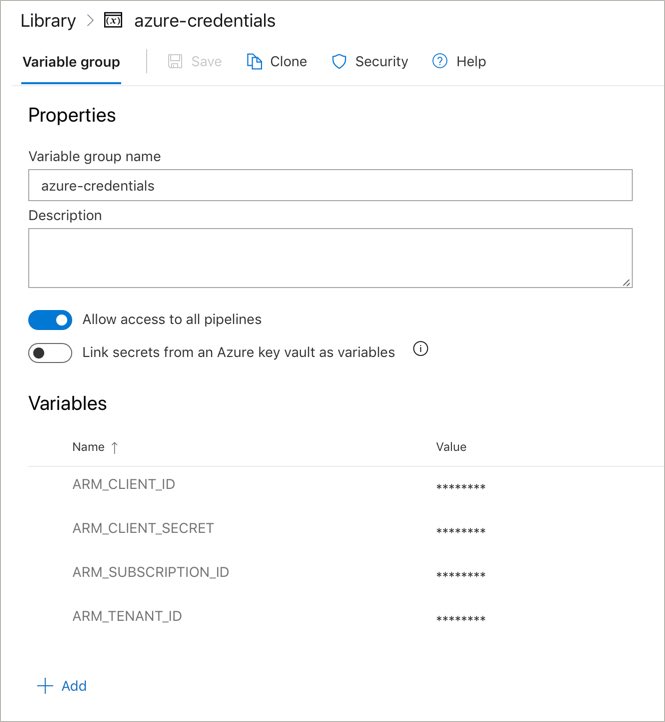 Library > azure-credentials
Variable group Save Clone Security Help
Properties
Variable group name
azure-credentials
Description
Allow access to all pipelines
Link secrets from an Azure key vault as variables
Variables
Name ↑ Value
ARM_CLIENT_ID ********
ARM_CLIENT_SECRET ********
ARM_SUBSCRIPTION_ID ********
ARM_TENANT_ID ********
+ Add